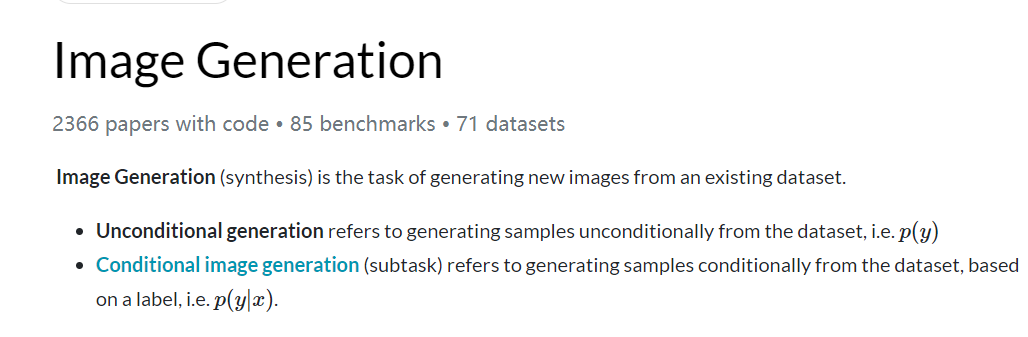 Image Generation
2366 papers with code • 85 benchmarks • 71 datasets
Image Generation (synthesis) is the task of generating new images from an existing dataset.
• Unconditional generation refers to generating samples unconditionally from the dataset, i.e. p(y)
• Conditional image generation (subtask) refers to generating samples conditionally from the dataset, based
on a label, i.e. p(y|x).